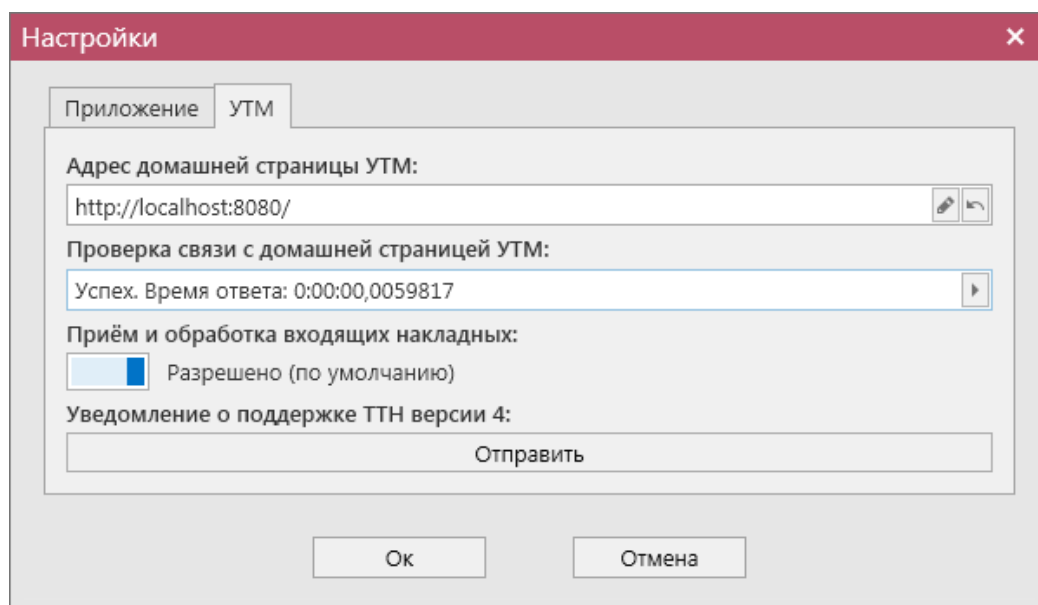 Настройки
Приложение УТМ
Адрес домашней страницы УТМ:
http://localhost:8080/
Проверка связи с домашней страницей УТМ:
Успех. Время ответа: 0:00:00,0059817
Приём и обработка входящих накладных:
Разрешено (по умолчанию)
Уведомление о поддержке ТТН версии 4:
Отправить
Ок Отмена